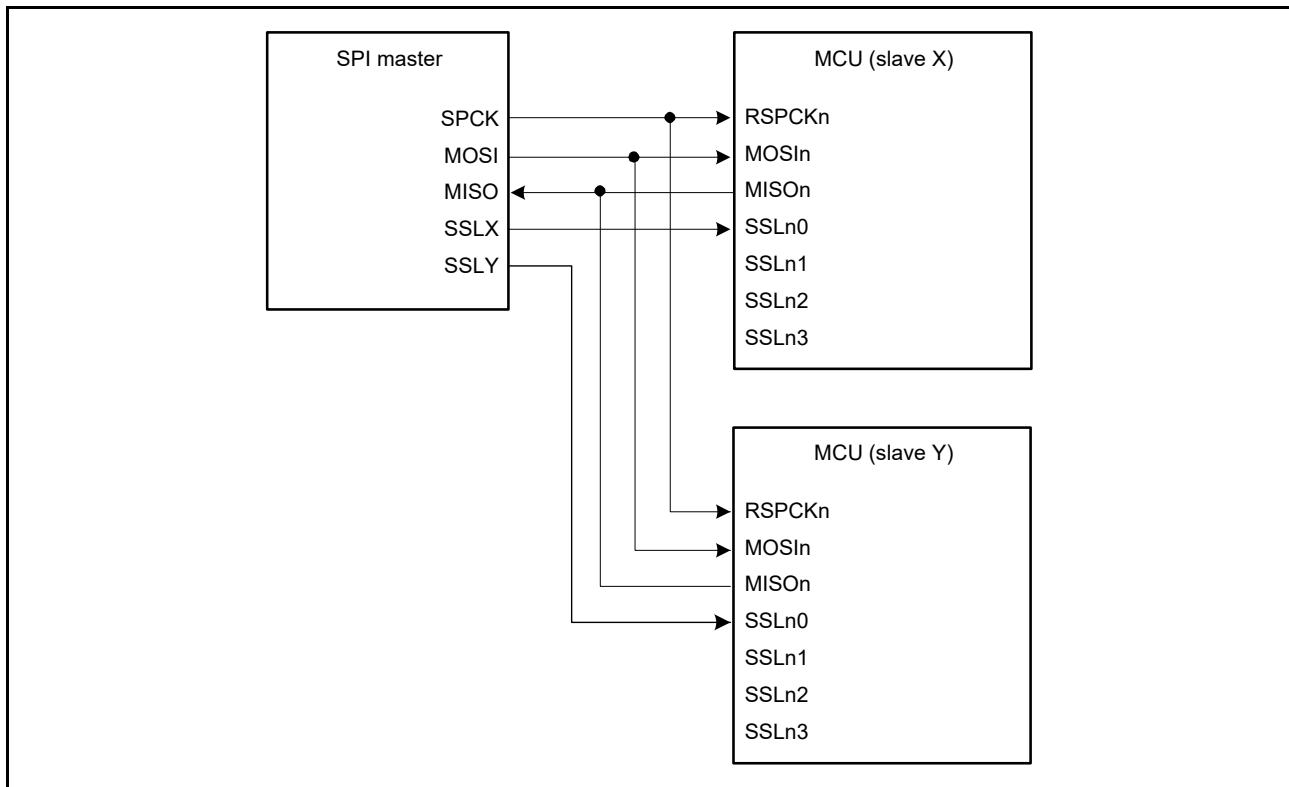 SPI master
SPCK
MOSI
MISO
SSLX
SSLY
MCU (slave X)
RSPCKn
MOSIn
MISOn
SSLn0
SSLn1
SSLn2
SSLn3
MCU (slave Y)
RSPCKn
MOSIn
MISOn
SSLn0
SSLn1
SSLn2
SSLn3